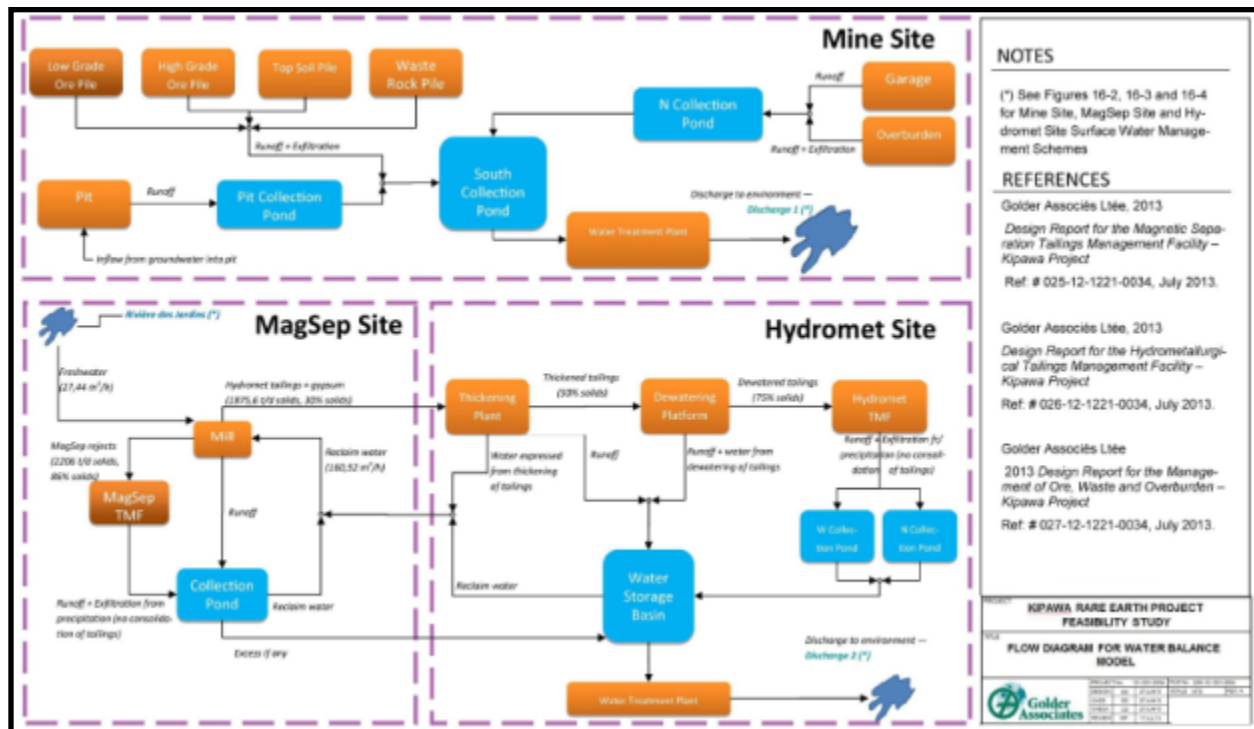 Mine Site
Low Grade
Ore Pile
High Grade
Ore Pile
Top Soil Pile
Waste
Rock Pile
Runoff + Exfiltration
Pit
Runoff
Pit Collection
Pond
Inflow from groundwater into pit
South
Collection
Pond
N Collection
Pond
Runoff
Garage
Overburden
Runoff + Exfiltration
Water Treatment Plant
Discharge to environment —
Discharge 1 (*)
MagSep Site
Rivière des Jardins (*)
Freshwater
(27,44 m³/h)
Hydromet tailings + gypsum
(1875,6 t/d solids, 30% solids)
Mill
MagSep rejects
(2206 t/d solids,
86% solids)
Reclaim water
(160,52 m³/h)
MagSep
TMF
Runoff
Collection
Pond
Runoff + Exfiltration from
precipitation (no consolida-
tion of tailings)
Reclaim water
Excess if any
Hydromet Site
Thickening
Plant
Thickened tailings
(50% solids)
Dewatering
Platform
Dewatered tailings
(75% solids)
Hydromet
TMF
Water expressed
from thickening
of tailings
Runoff
Runoff + water from
dewatering of tailings
Runoff + Exfiltration fr/
precipitation (no consoli-
dation of tailings)
W Collec-
tion Pond
N Collec-
tion Pond
Reclaim water
Water
Storage
Basin
Discharge to environment —
Discharge 2 (*)
Water Treatment Plant
NOTES
(*) See Figures 16-2, 16-3 and 16-4
for Mine Site, MagSep Site and Hy-
dromet Site Surface Water Manage-
ment Schemes
REFERENCES
Golder Associés Ltée, 2013
Design Report for the Magnetic Sepa-
ration Tailings Management Facility –
Kipawa Project
Ref: # 025-12-1221-0034, July 2013.
Golder Associés Ltée, 2013
Design Report for the Hydrometallurgi-
cal Tailings Management Facility –
Kipawa Project
Ref: # 026-12-1221-0034, July 2013.
Golder Associés Ltée
2013 Design Report for the Manage-
ment of Ore, Waste and Overburden –
Kipawa Project
Ref: # 027-12-1221-0034, July 2013.
PROJECT
KIPAWA RARE EARTH PROJECT
FEASIBILITY STUDY
TITLE
FLOW DIAGRAM FOR WATER BALANCE
MODEL
Golder
Associates